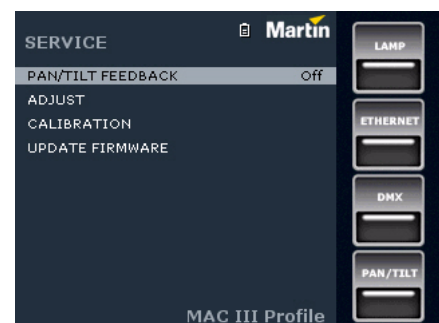 SERVICE
Martin
PAN/TILT FEEDBACK Off
ADJUST
CALIBRATION
UPDATE FIRMWARE
MAC III Profile
LAMP
ETHERNET
DMX
PAN/TILT